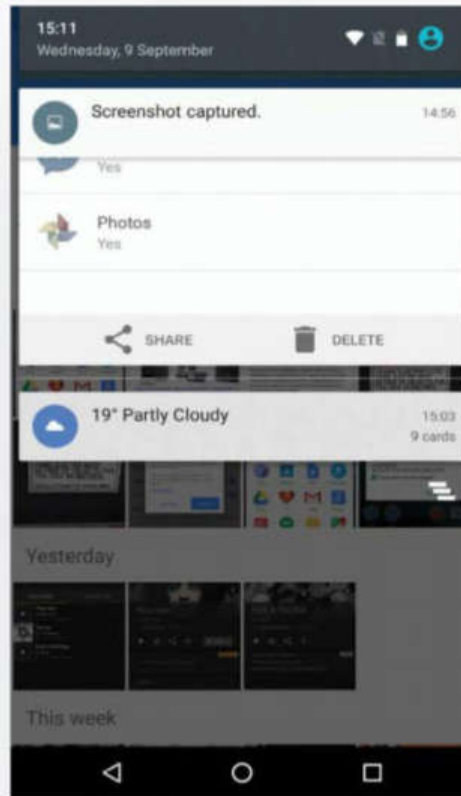 15:11
Wednesday, 9 September
Screenshot captured.
14:56
Yes
Photos
Yes
SHARE
DELETE
19° Partly Cloudy
15:03
9 cards
Yesterday
This week